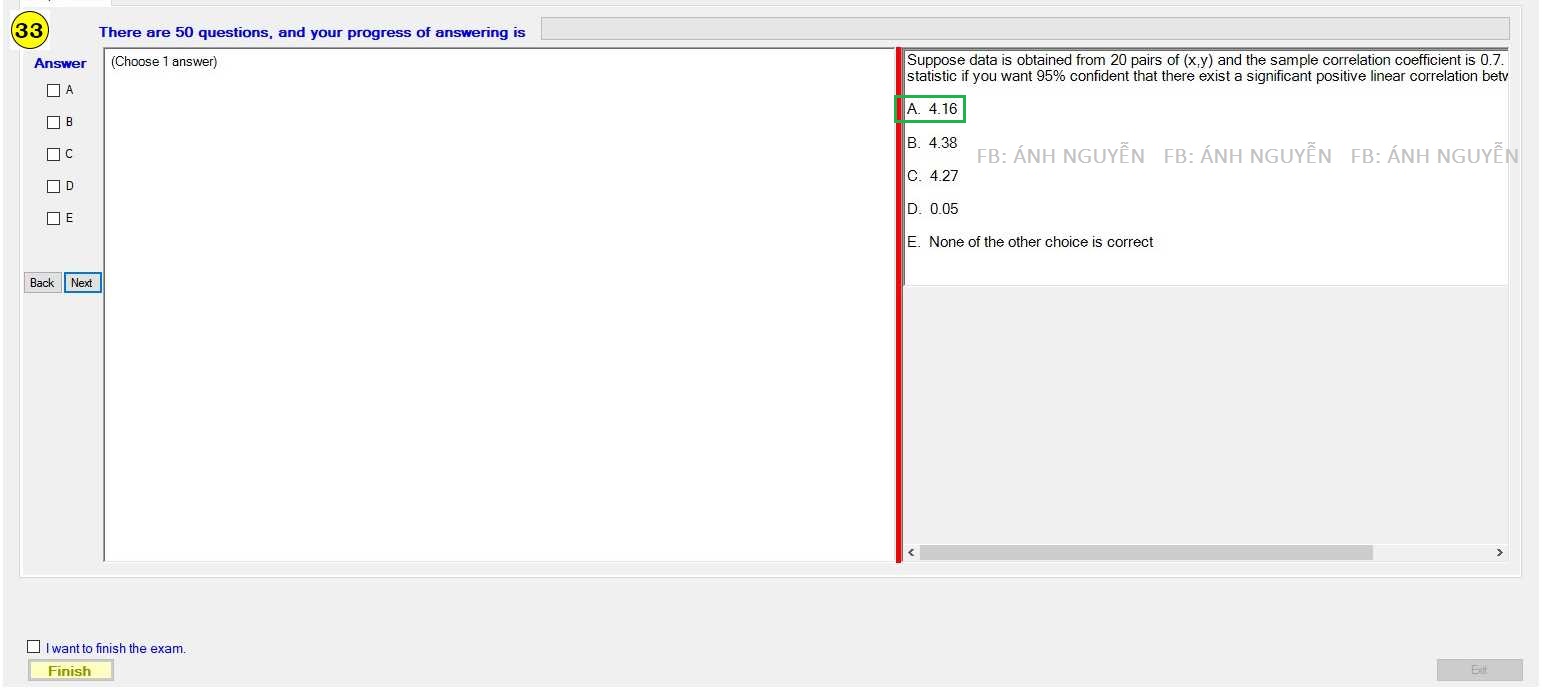 33
There are 50 questions, and your progress of answering is
Answer
(Choose 1 answer)
A
B
C
D
E
Back
Next
Suppose data is obtained from 20 pairs of (x,y) and the sample correlation coefficient is 0.7.
statistic if you want 95% confident that there exist a significant positive linear correlation
A. 4.16
B. 4.38
C. 4.27
D. 0.05
E. None of the other choice is correct
FB: ÁNH NGUYỄN FB: ÁNH NGUYỄN FB: ÁNH NGUYỄN
I want to finish the exam.
Finish
Exit